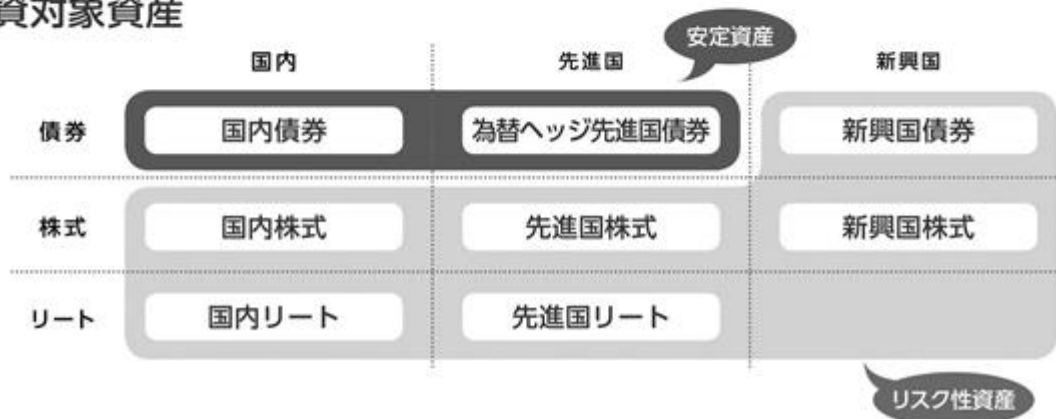 資対象資産
安定資産
国内 先進国 新興国
債券 国内債券 為替ヘッジ先進国債券 新興国債券
株式 国内株式 先進国株式 新興国株式
リート 国内リート 先進国リート
リスク性資産